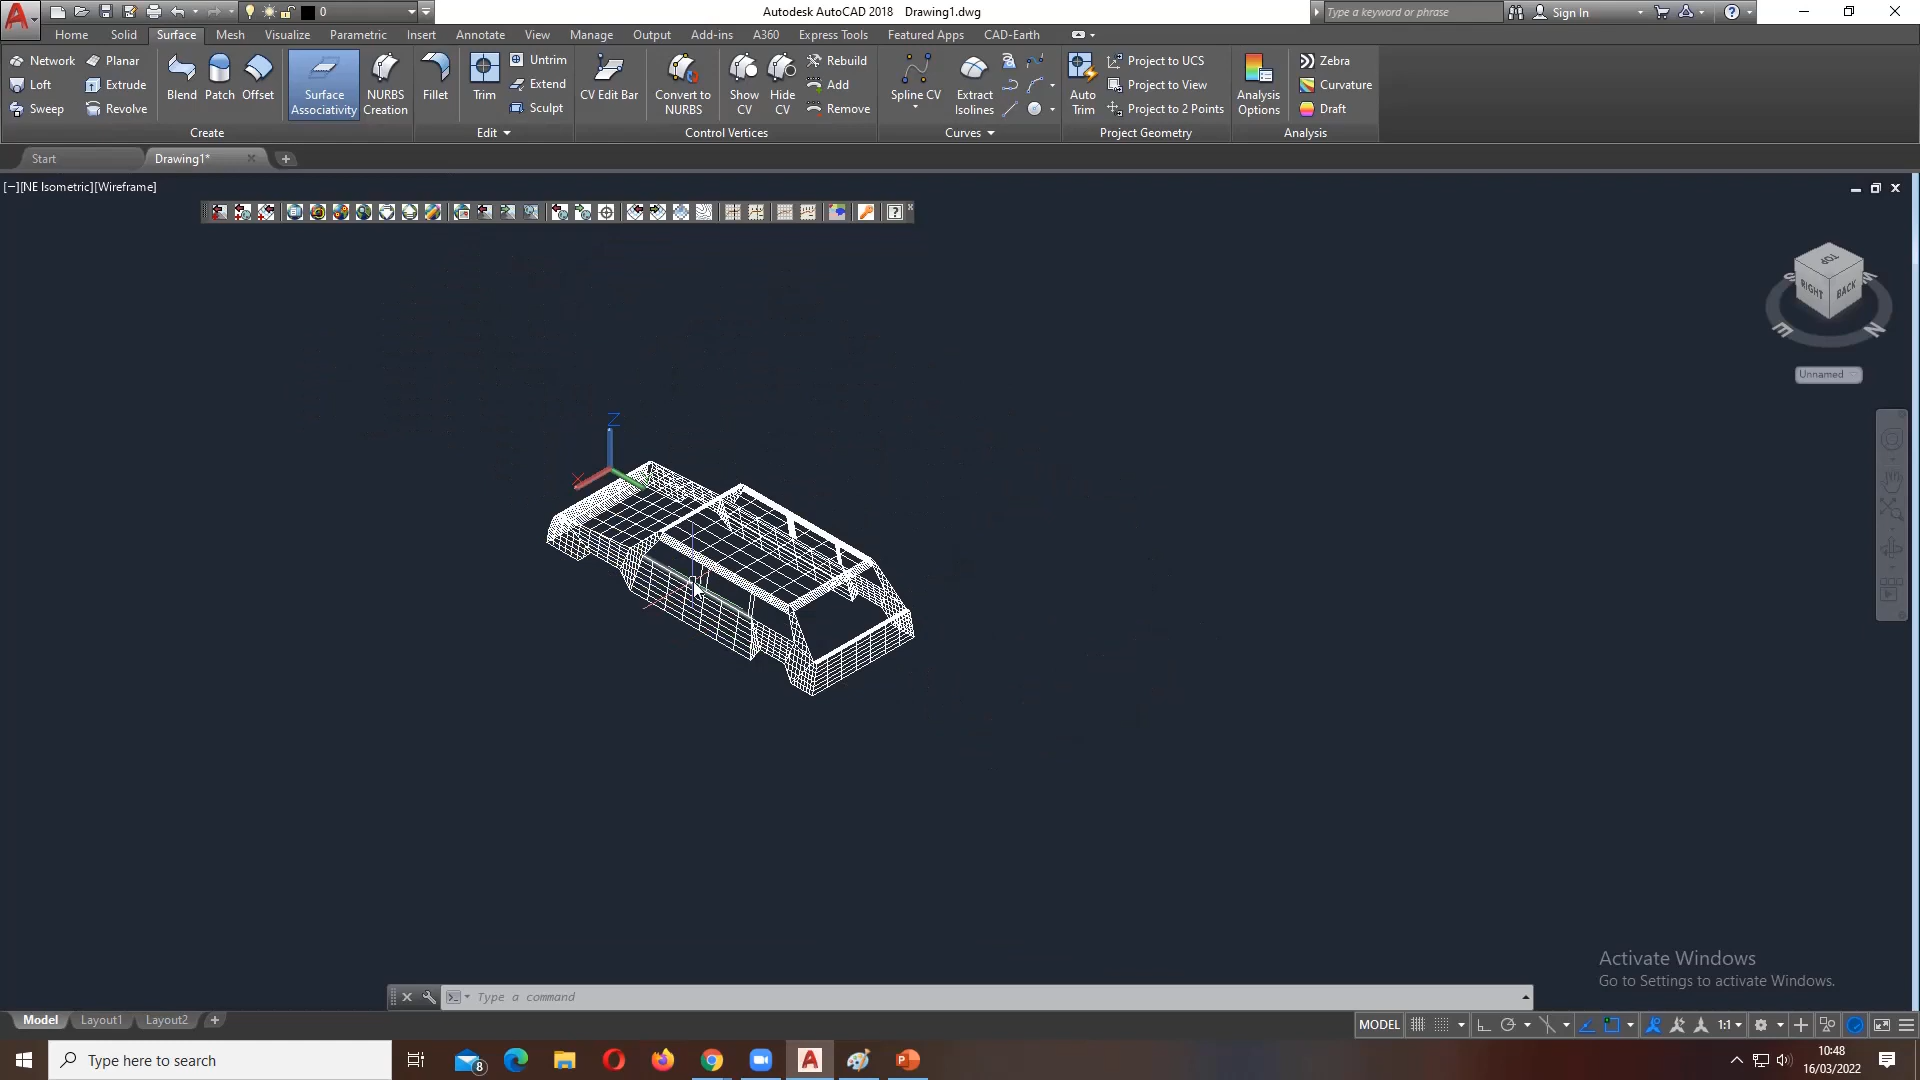 0
Autodesk AutoCAD 2018 Drawing1.dwg
Type a keyword or phrase
Sign In
Home Solid Surface Mesh Visualize Parametric Insert Annotate View Manage Output Add-ins A360 Express Tools Featured Apps CAD-Earth
Network Planar
Loft Extrude
Sweep Revolve
Blend Patch Offset
Surface Associativity
NURBS Creation
Fillet
Trim
Untrim
Extend
Sculpt
CV Edit Bar
Convert to NURBS
Show CV
Hide CV
Rebuild
Add
Remove
Spline CV
Extract Isolines
Auto Trim
Project to UCS
Project to View
Project to 2 Points
Analysis Options
Zebra
Curvature
Draft
Create Edit Control Vertices Curves Project Geometry Analysis
Start Drawing1*
[−][NE Isometric][Wireframe]
TOP
RIGHT BACK
S W
E N
Unnamed
Z
X
Activate Windows
Go to Settings to activate Windows.
Type a command
Model Layout1 Layout2
MODEL 1:1
Type here to search
8
10:48
16/03/2022